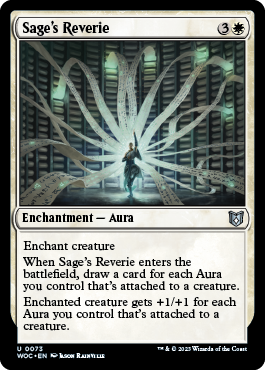 Sage's Reverie 3
Enchantment — Aura
Enchant creature
When Sage's Reverie enters the
battlefield, draw a card for each Aura
you control that's attached to a creature.
Enchanted creature gets +1/+1 for each
Aura you control that's attached to a
creature.
U 0073
WOC • EN Jason Rainville
™ & © 2023 Wizards of the Coast